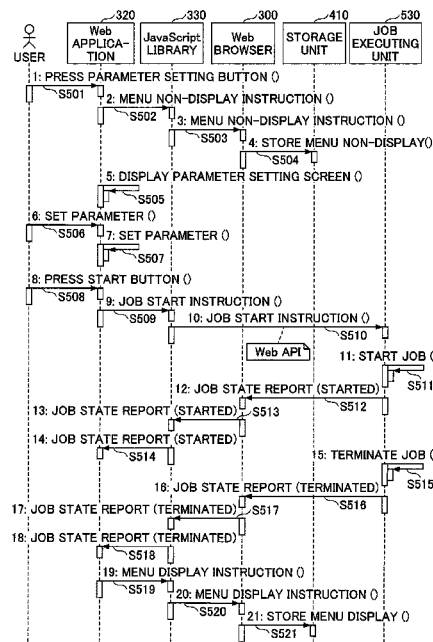 320 330 300 410 530
USER
Web APPLICA-TION
JavaScript LIBRARY
Web BROWSER
STORAGE UNIT
JOB EXECUTING UNIT
1: PRESS PARAMETER SETTING BUTTON ()
S501
2: MENU NON-DISPLAY INSTRUCTION ()
S502
3: MENU NON-DISPLAY INSTRUCTION ()
S503
4: STORE MENU NON-DISPLAY()
S504
5: DISPLAY PARAMETER SETTING SCREEN ()
S505
6: SET PARAMETER ()
S506
7: SET PARAMETER ()
S507
8: PRESS START BUTTON ()
S508
9: JOB START INSTRUCTION ()
S509
10: JOB START INSTRUCTION ()
S510
Web API
11: START JOB (
S511
12: JOB STATE REPORT (STARTED)
S512
13: JOB STATE REPORT (STARTED)
S513
14: JOB STATE REPORT (STARTED)
S514
15: TERMINATE JOB (
S515
16: JOB STATE REPORT (TERMINATED)
S516
17: JOB STATE REPORT (TERMINATED)
S517
18: JOB STATE REPORT (TERMINATED)
S518
19: MENU DISPLAY INSTRUCTION ()
S519
20: MENU DISPLAY INSTRUCTION ()
S520
21: STORE MENU DISPLAY ()
S521